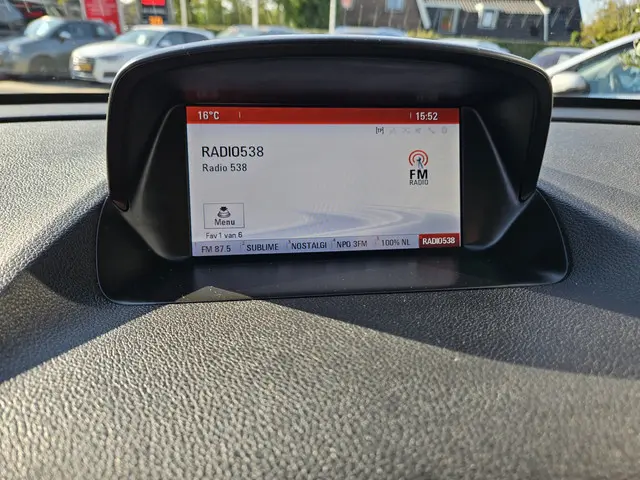 16°C 15:52
[TP]
RADIO538
Radio 538
FM
RADIO
Menu
Fav 1 van 6
FM 87.5 SUBLIME NOSTALGI NPO 3FM 100% NL RADIO538